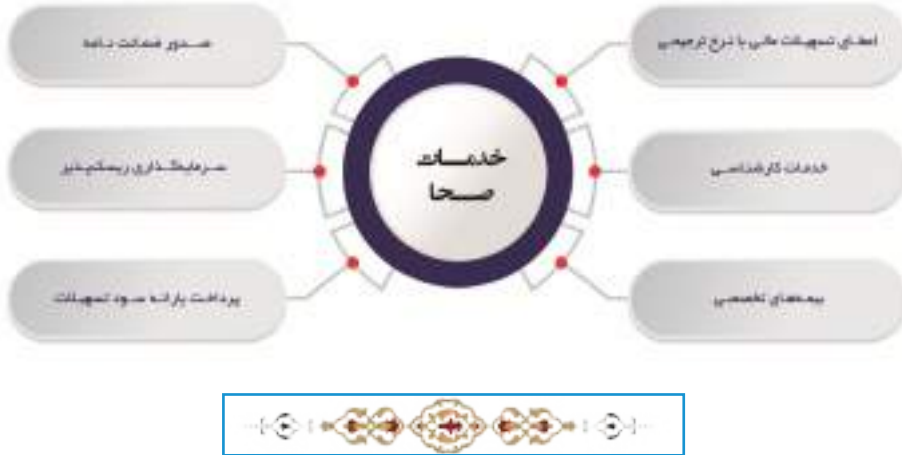 اعطای تسهیلات مالی با نرخ ترجیحی
صدور ضمانت نامه
خدمات
صحا
خدمات کارشناسی
سرمایه‌گذاری ریسک‌پذیر
بیمه‌های تخصصی
پرداخت یارانه سود تسهیلات